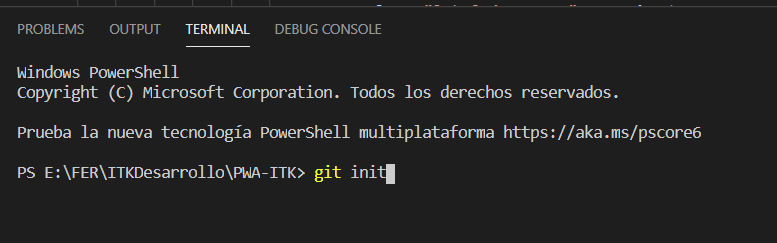 PROBLEMS OUTPUT TERMINAL DEBUG CONSOLE
Windows PowerShell
Copyright (C) Microsoft Corporation. Todos los derechos reservados.
Prueba la nueva tecnología PowerShell multiplataforma https://aka.ms/pscore6
PS E:\FER\ITKDesarrollo\PWA-ITK> git init